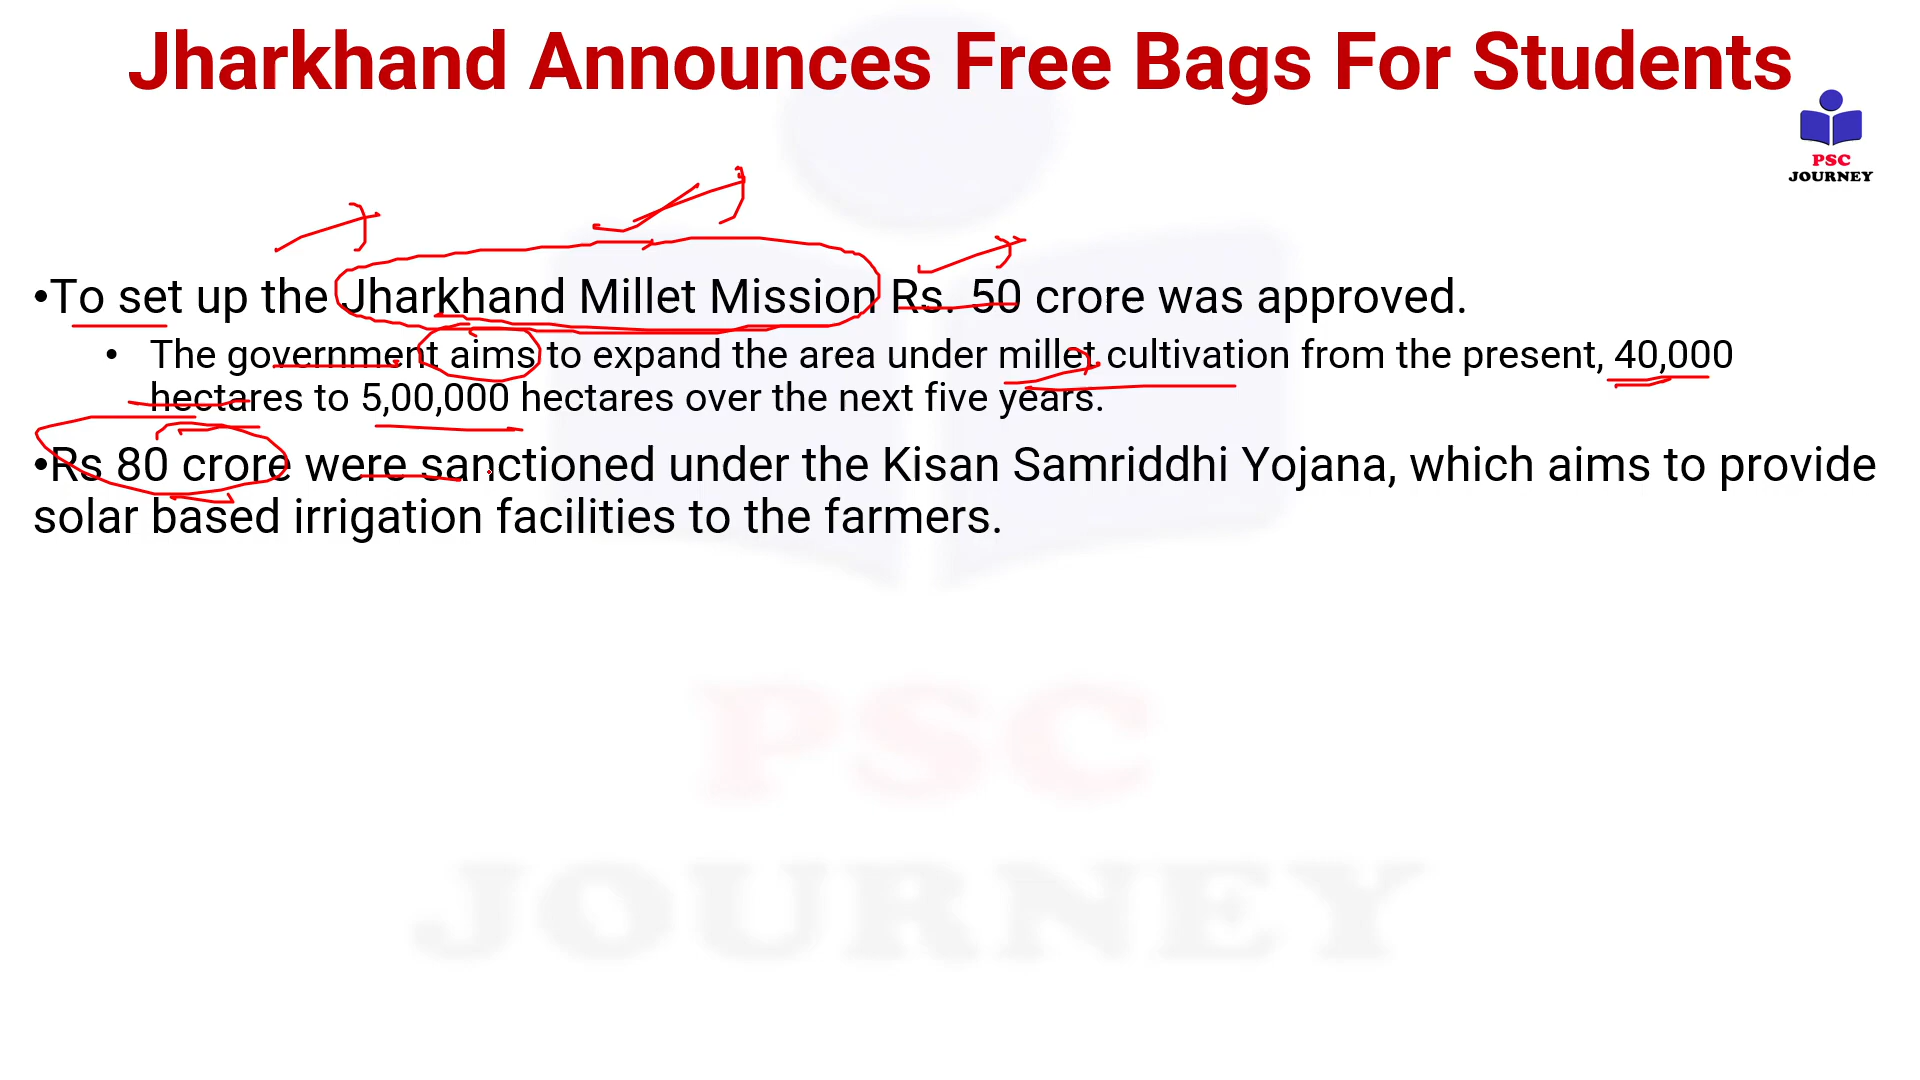 Jharkhand Announces Free Bags For Students
PSC
JOURNEY
•To set up the Jharkhand Millet Mission Rs. 50 crore was approved.
• The government aims to expand the area under millet cultivation from the present, 40,000
hectares to 5,00,000 hectares over the next five years.
•Rs 80 crore were sanctioned under the Kisan Samriddhi Yojana, which aims to provide
solar based irrigation facilities to the farmers.
PSC
JOURNEY